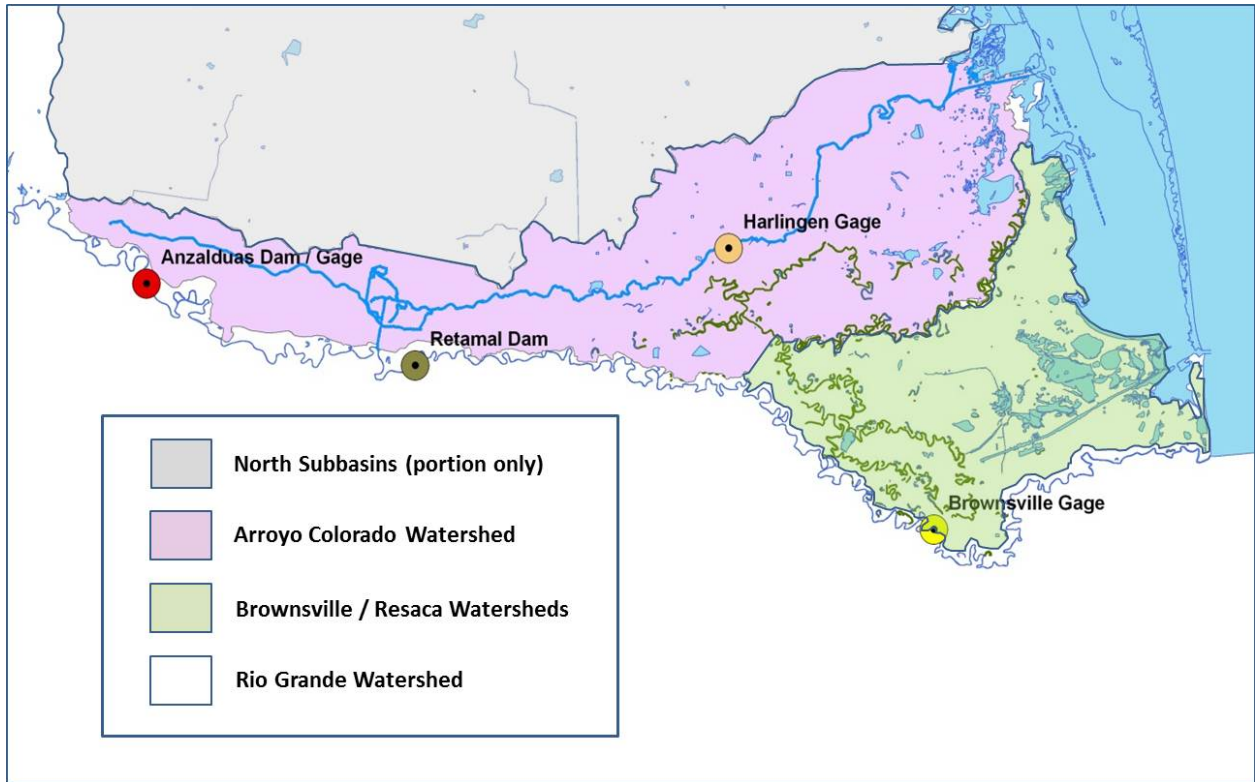 Harlingen Gage
Anzalduas Dam / Gage
Retamal Dam
Brownsville Gage
North Subbasins (portion only)
Arroyo Colorado Watershed
Brownsville / Resaca Watersheds
Rio Grande Watershed